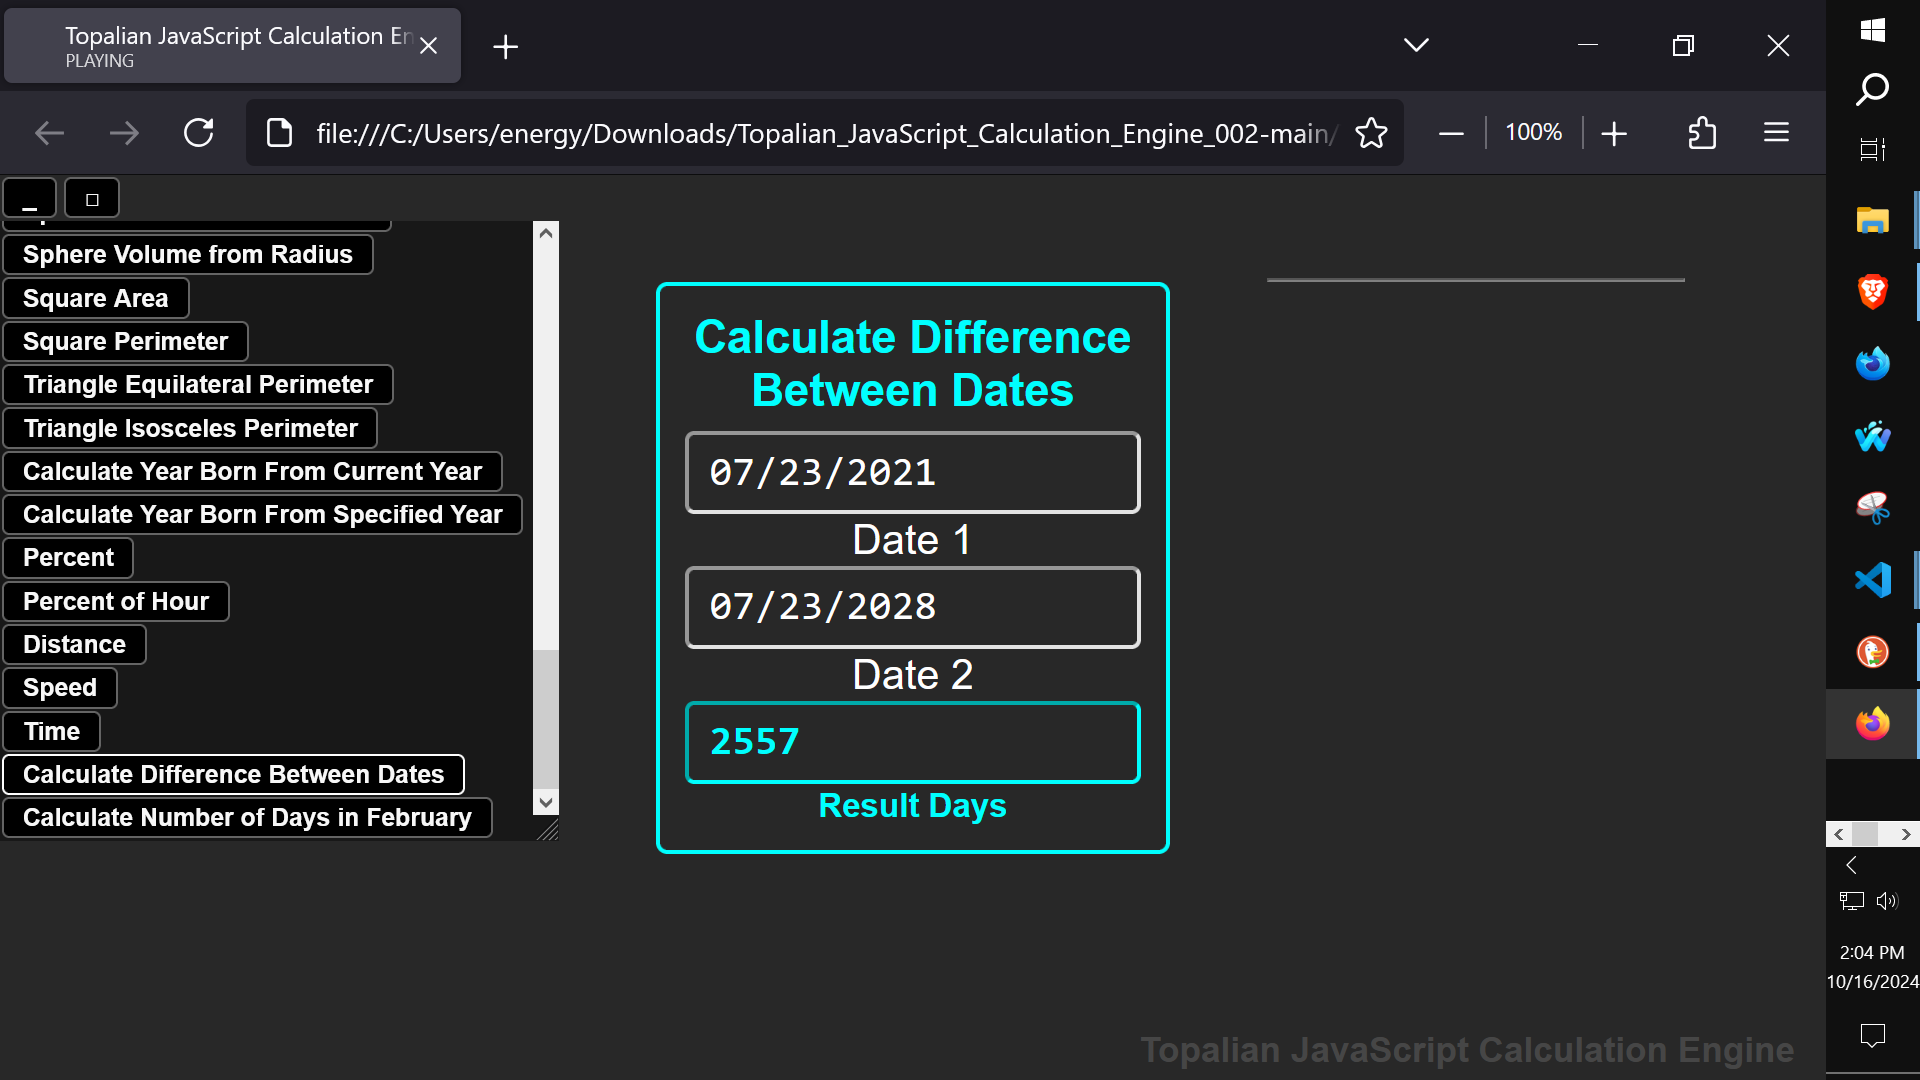 Topalian JavaScript Calculation En
PLAYING
file:///C:/Users/energy/Downloads/Topalian_JavaScript_Calculation_Engine_002-main/
100%
Sphere Volume from Radius
Square Area
Square Perimeter
Triangle Equilateral Perimeter
Triangle Isosceles Perimeter
Calculate Year Born From Current Year
Calculate Year Born From Specified Year
Percent
Percent of Hour
Distance
Speed
Time
Calculate Difference Between Dates
Calculate Number of Days in February
Calculate Difference
Between Dates
07/23/2021
Date 1
07/23/2028
Date 2
2557
Result Days
Topalian JavaScript Calculation Engine
2:04 PM
10/16/2024